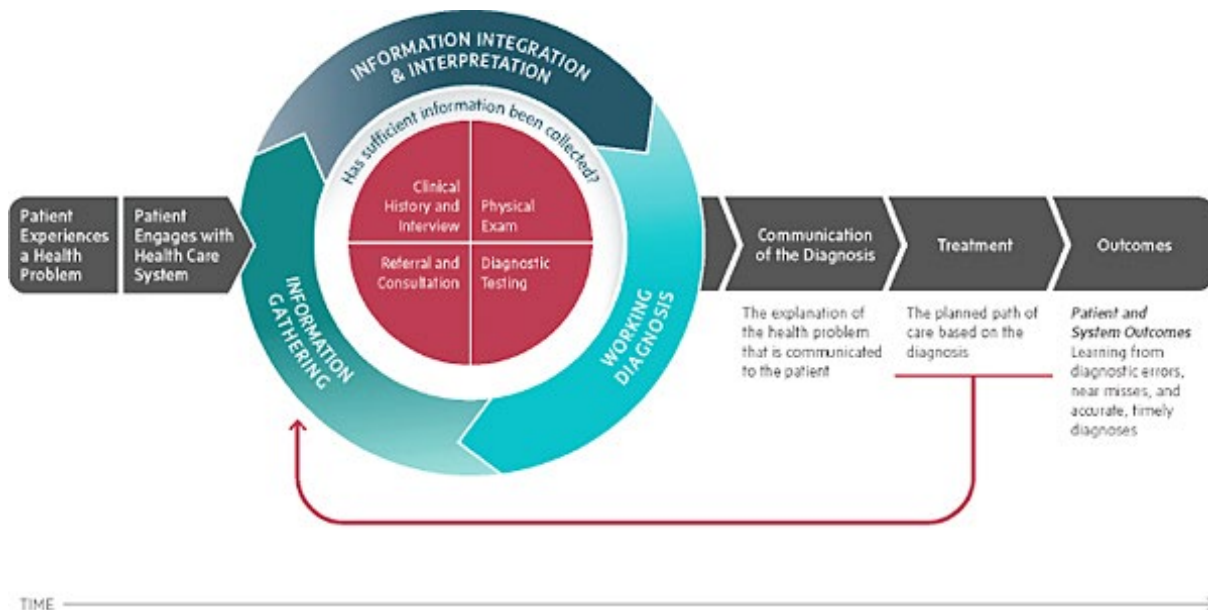 INFORMATION INTEGRATION
& INTERPRETATION
Has sufficient information been collected?
Clinical
History and
Interview
Physical
Exam
Referral and
Consultation
Diagnostic
Testing
INFORMATION
GATHERING
WORKING
DIAGNOSIS
Patient
Experiences
a Health
Problem
Patient
Engages with
Health Care
System
Communication
of the Diagnosis
Treatment
Outcomes
The explanation of
the health problem
that is communicated
to the patient
The planned path of
care based on the
diagnosis
Patient and
System Outcomes
Learning from
diagnostic errors,
near misses, and
accurate, timely
diagnoses
TIME